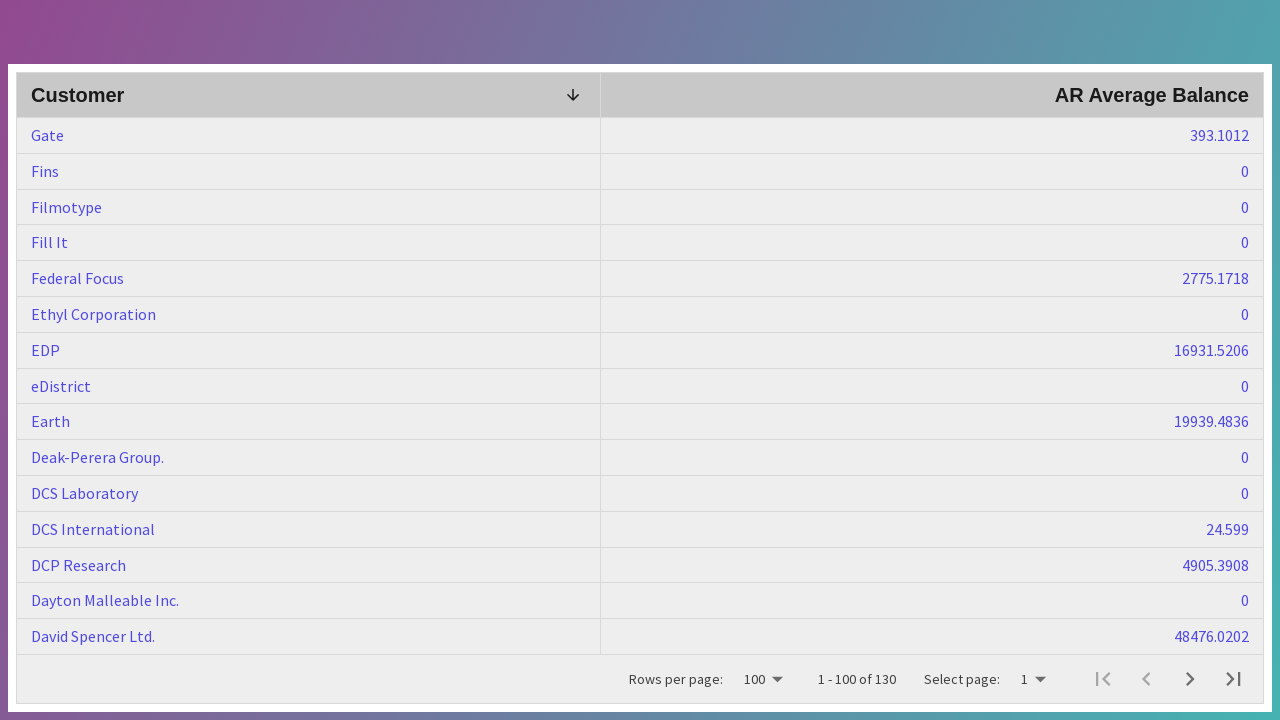 Customer AR Average Balance
Gate 393.1012
Fins 0
Filmotype 0
Fill It 0
Federal Focus 2775.1718
Ethyl Corporation 0
EDP 16931.5206
eDistrict 0
Earth 19939.4836
Deak-Perera Group. 0
DCS Laboratory 0
DCS International 24.599
DCP Research 4905.3908
Dayton Malleable Inc. 0
David Spencer Ltd. 48476.0202
Rows per page: 100 1 - 100 of 130 Select page: 1